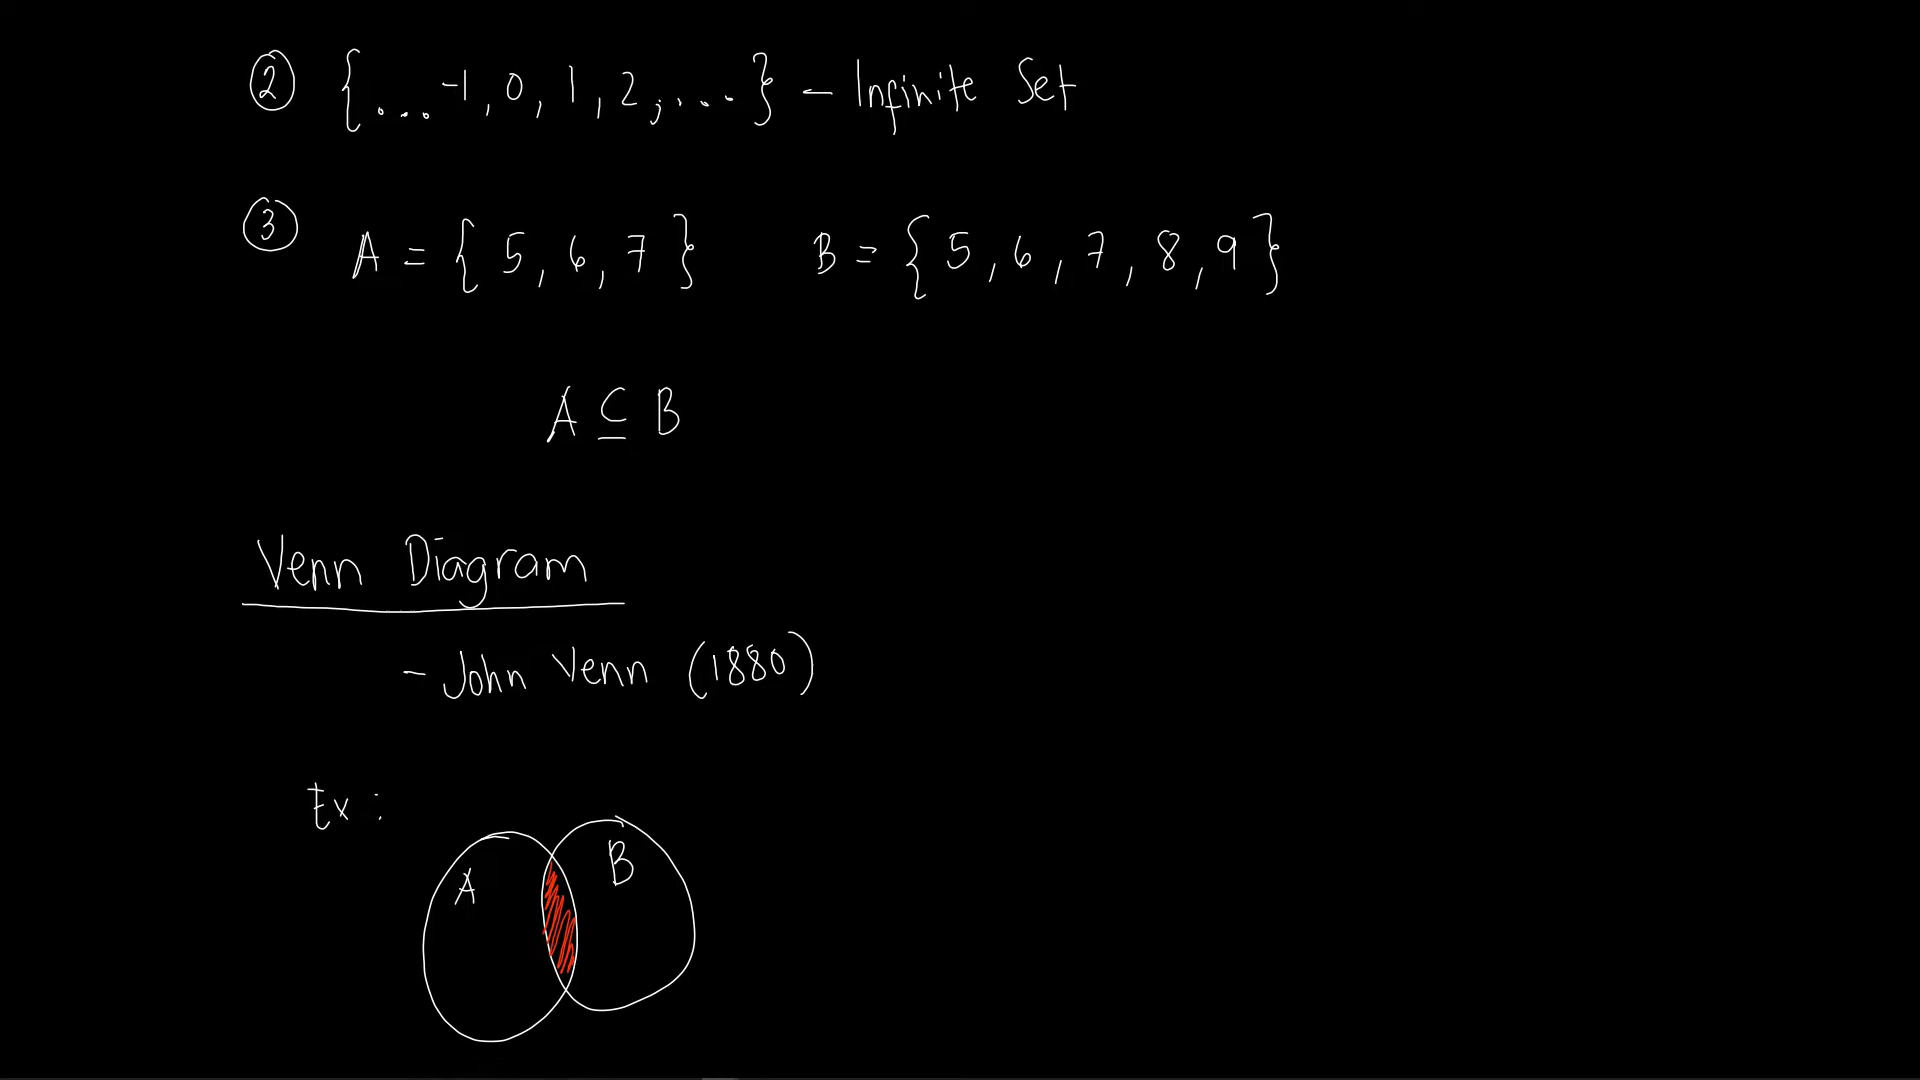 ② {... -1, 0, 1, 2, ...} - Infinite Set
③ A = { 5, 6, 7 } B = { 5, 6, 7, 8, 9 }
A ⊆ B
Venn Diagram
- John Venn (1880)
Ex :
A B